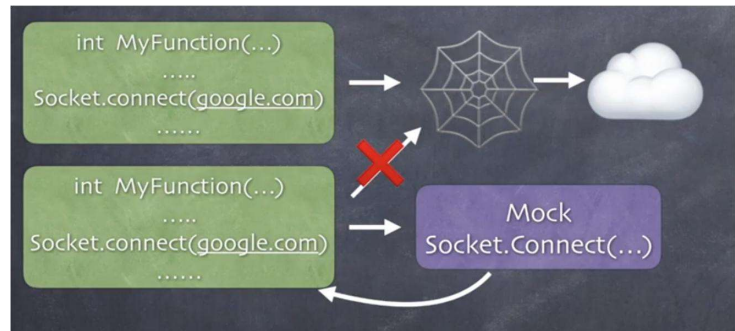 int MyFunction(...)
.....
Socket.connect(google.com)
......
int MyFunction(...)
.....
Socket.connect(google.com)
......
Mock
Socket.Connect(...)